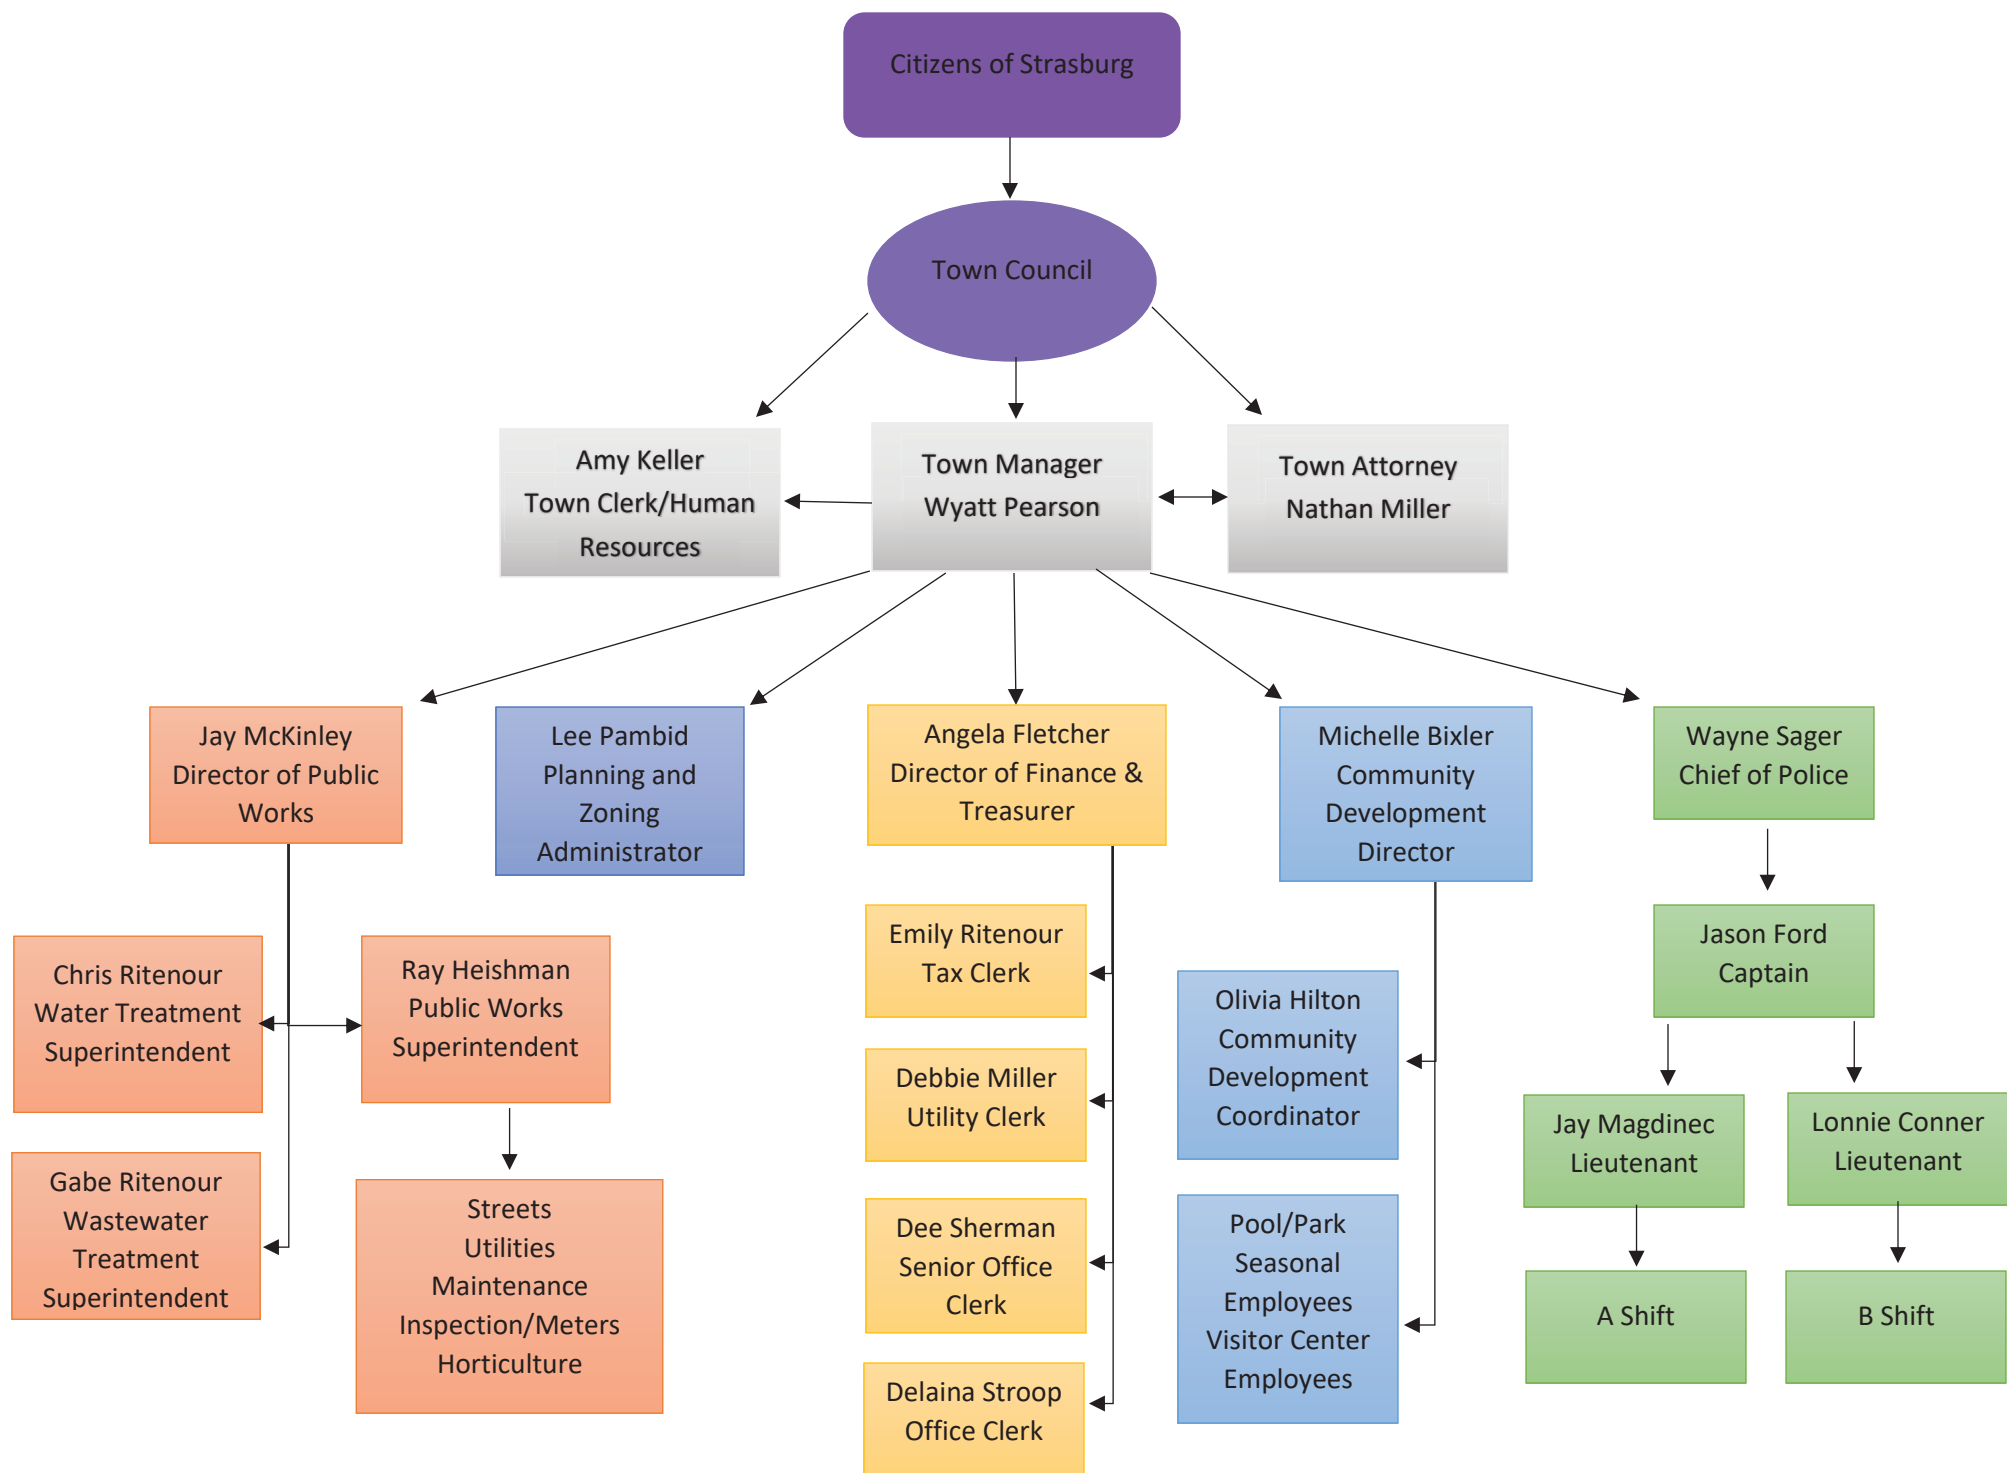 Citizens of Strasburg
Town Council
Amy Keller
Town Clerk/Human
Resources
Town Manager
Wyatt Pearson
Town Attorney
Nathan Miller
Jay McKinley
Director of Public
Works
Lee Pambid
Planning and
Zoning
Administrator
Angela Fletcher
Director of Finance &
Treasurer
Michelle Bixler
Community
Development
Director
Wayne Sager
Chief of Police
Chris Ritenour
Water Treatment
Superintendent
Ray Heishman
Public Works
Superintendent
Emily Ritenour
Tax Clerk
Olivia Hilton
Community
Development
Coordinator
Jason Ford
Captain
Debbie Miller
Utility Clerk
Jay Magdinec
Lieutenant
Lonnie Conner
Lieutenant
Gabe Ritenour
Wastewater
Treatment
Superintendent
Streets
Utilities
Maintenance
Inspection/Meters
Horticulture
Dee Sherman
Senior Office
Clerk
Pool/Park
Seasonal
Employees
Visitor Center
Employees
A Shift
B Shift
Delaina Stroop
Office Clerk